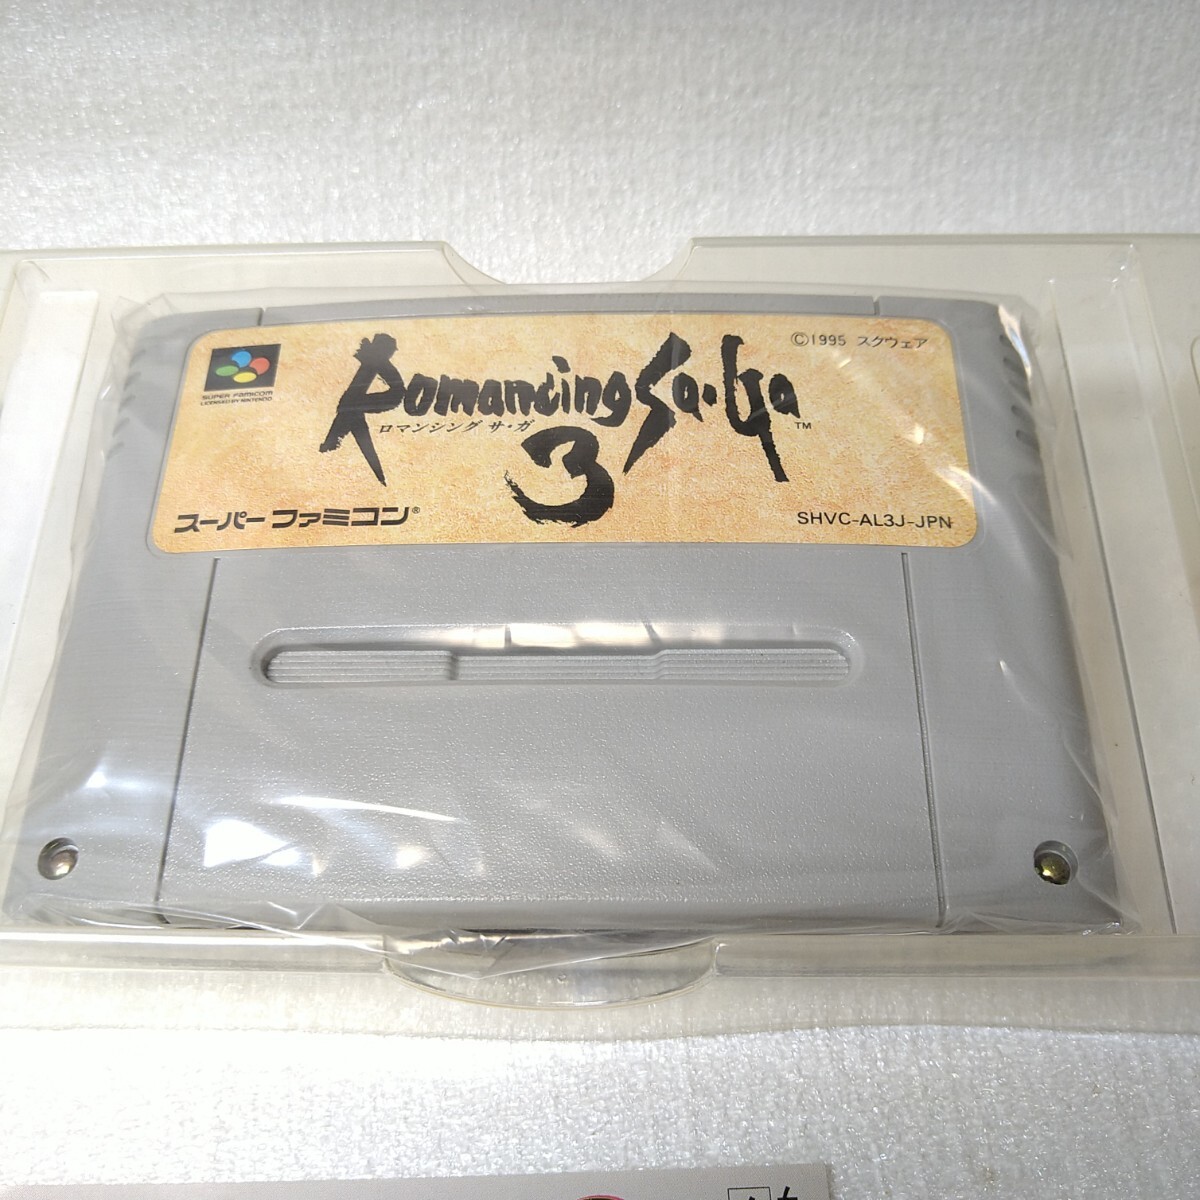 ©1995 スクウェア
SUPER FAMICOM
LICENSED BY NINTENDO
Romancing Sa·Ga
ロマンシング サ・ガ
™
3
スーパーファミコン®
SHVC-AL3J-JPN